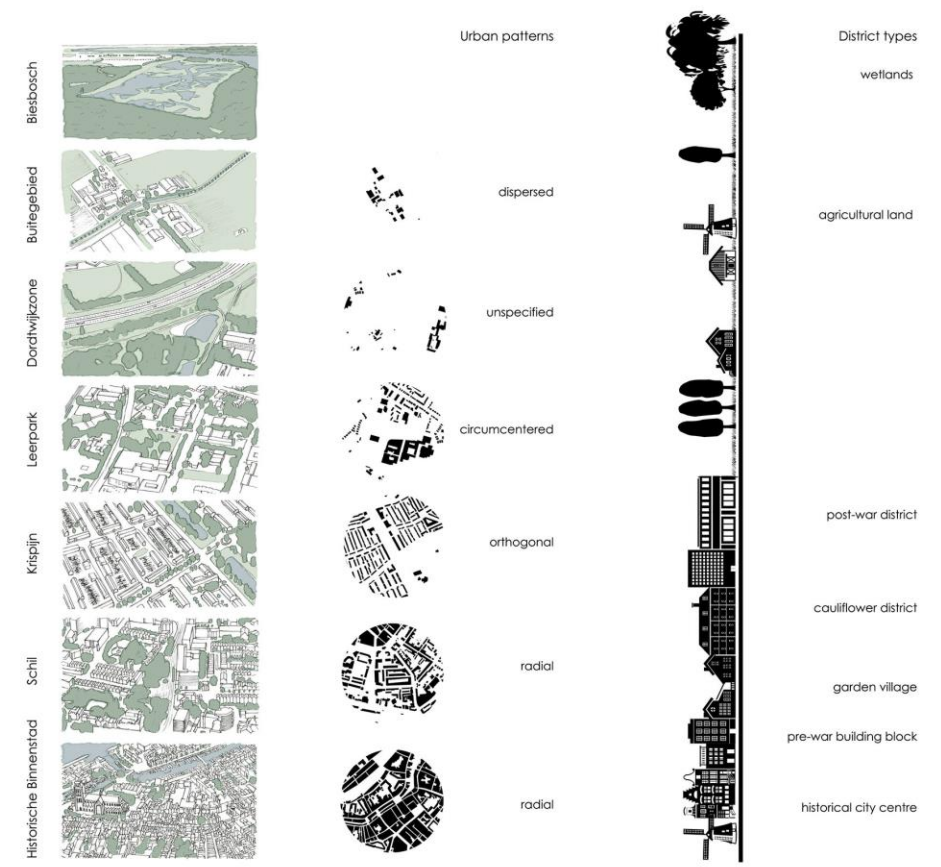 Urban patterns
District types
Biesbosch
wetlands
Buitegebied
dispersed
agricultural land
Dordtwijkzone
unspecified
Leerpark
circumcentered
Krispijn
orthogonal
post-war district
cauliflower district
Schil
radial
garden village
pre-war building block
Historische Binnenstad
radial
historical city centre